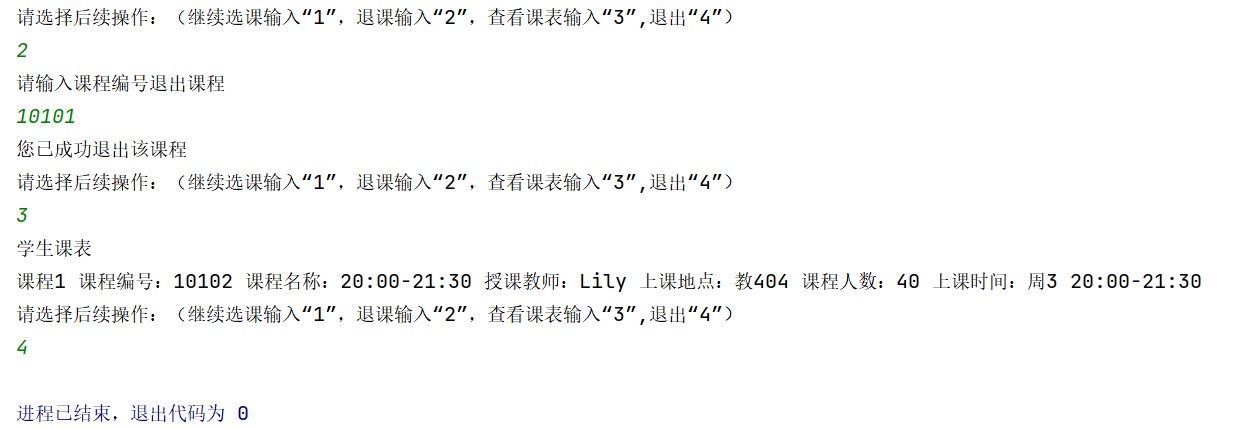 请选择后续操作：（继续选课输入“1”，退课输入“2”，查看课表输入“3”,退出“4”）
2
请输入课程编号退出课程
10101
您已成功退出该课程
请选择后续操作：（继续选课输入“1”，退课输入“2”，查看课表输入“3”,退出“4”）
3
学生课表
课程1 课程编号：10102 课程名称：20:00-21:30 授课教师：Lily 上课地点：教404 课程人数：40 上课时间：周3 20:00-21:30
请选择后续操作：（继续选课输入“1”，退课输入“2”，查看课表输入“3”,退出“4”）
4
进程已结束，退出代码为 0